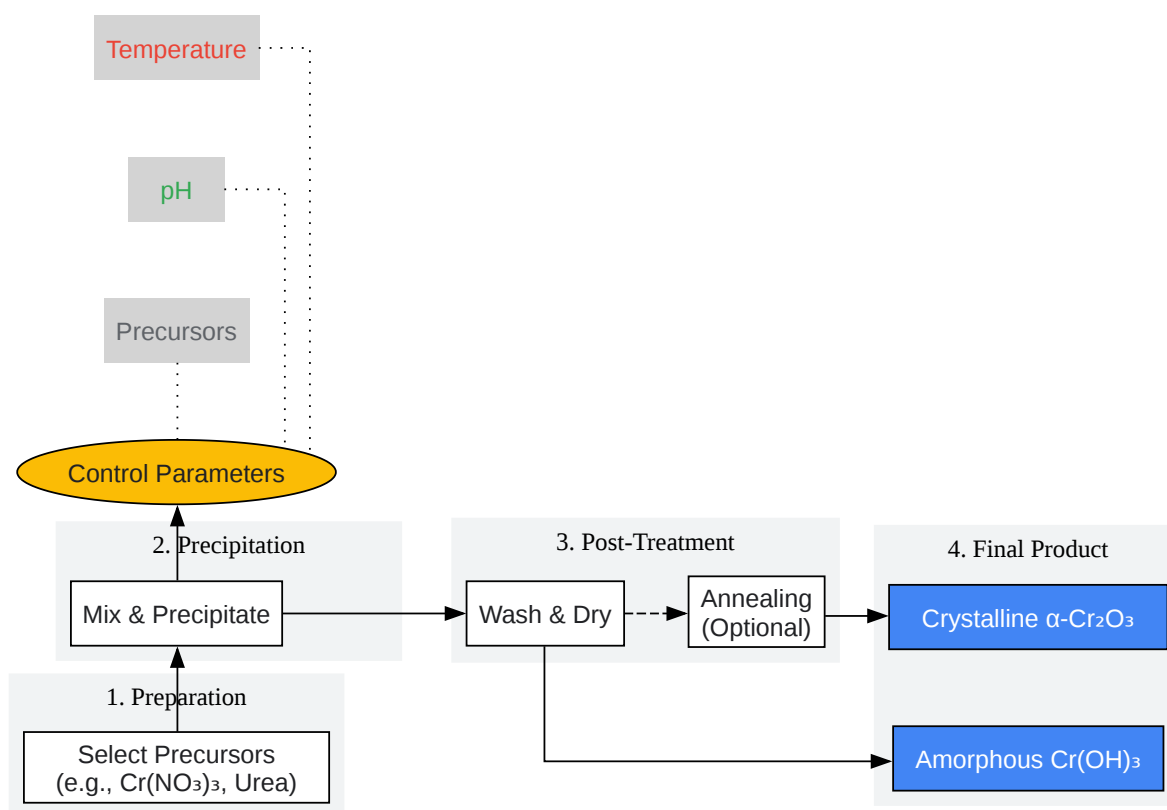 Temperature
pH
Precursors
Control Parameters
2. Precipitation
Mix & Precipitate
1. Preparation
Select Precursors
(e.g., Cr(NO₃)₃, Urea)
3. Post-Treatment
Wash & Dry
Annealing
(Optional)
4. Final Product
Crystalline α-Cr₂O₃
Amorphous Cr(OH)₃